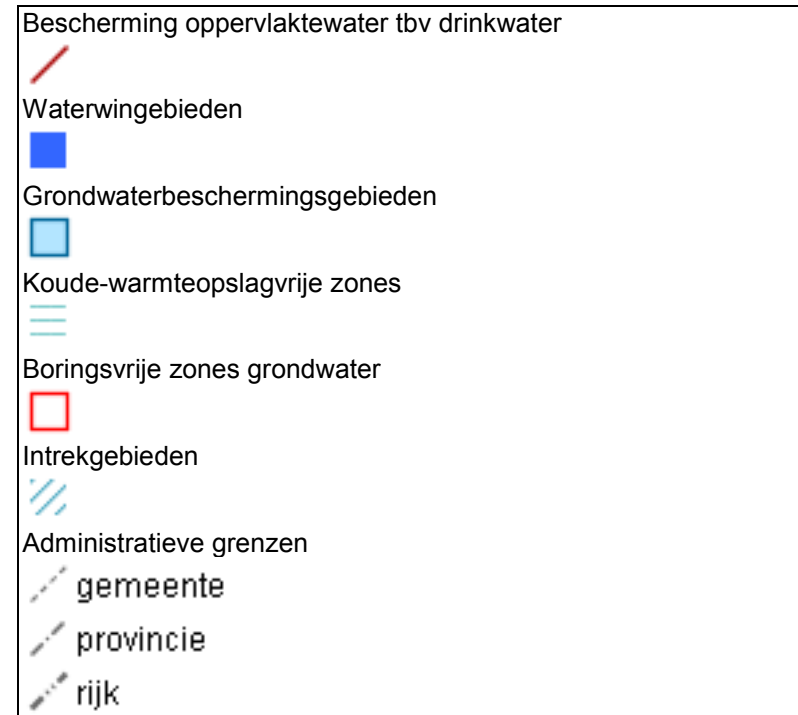 Bescherming oppervlaktewater tbv drinkwater
Waterwingebieden
Grondwaterbeschermingsgebieden
Koude-warmteopslagvrije zones
Boringsvrije zones grondwater
Intrekgebieden
Administratieve grenzen
gemeente
provincie
rijk